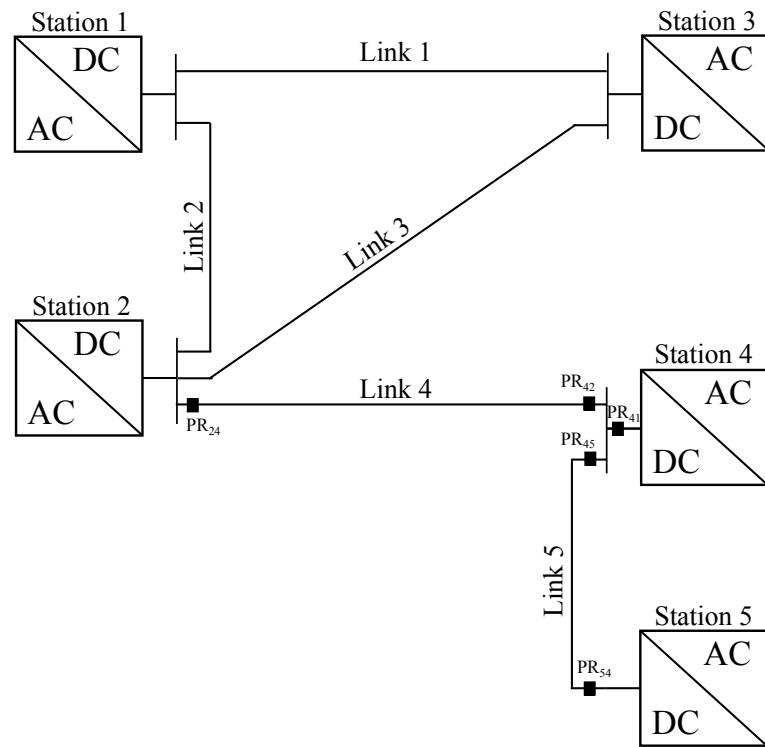 Station 1
DC
AC
Link 1
Station 3
AC
DC
Link 2
Link 3
Station 2
DC
AC
PR₂₄
Link 4
PR₄₂
PR₄₁
PR₄₅
Station 4
AC
DC
Link 5
PR₅₄
Station 5
AC
DC